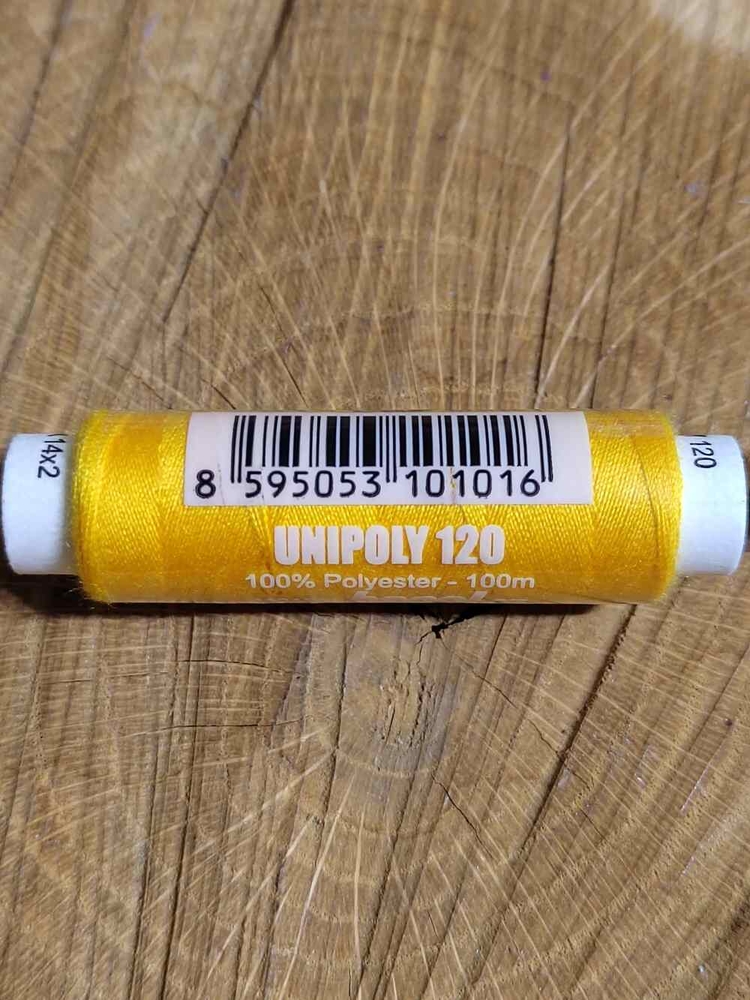 14x2
120
8 595053 101016
UNIPOLY 120
100% Polyester - 100m